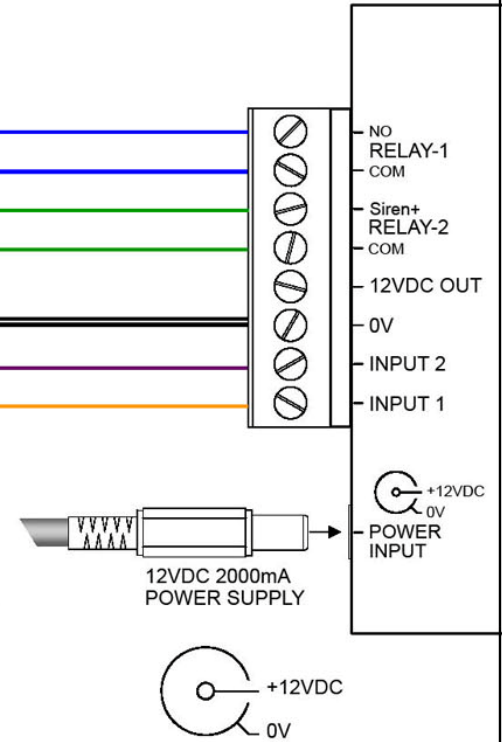 NO
RELAY-1
COM
Siren+
RELAY-2
COM
12VDC OUT
0V
INPUT 2
INPUT 1
+12VDC
0V
POWER
INPUT
12VDC 2000mA
POWER SUPPLY
+12VDC
0V